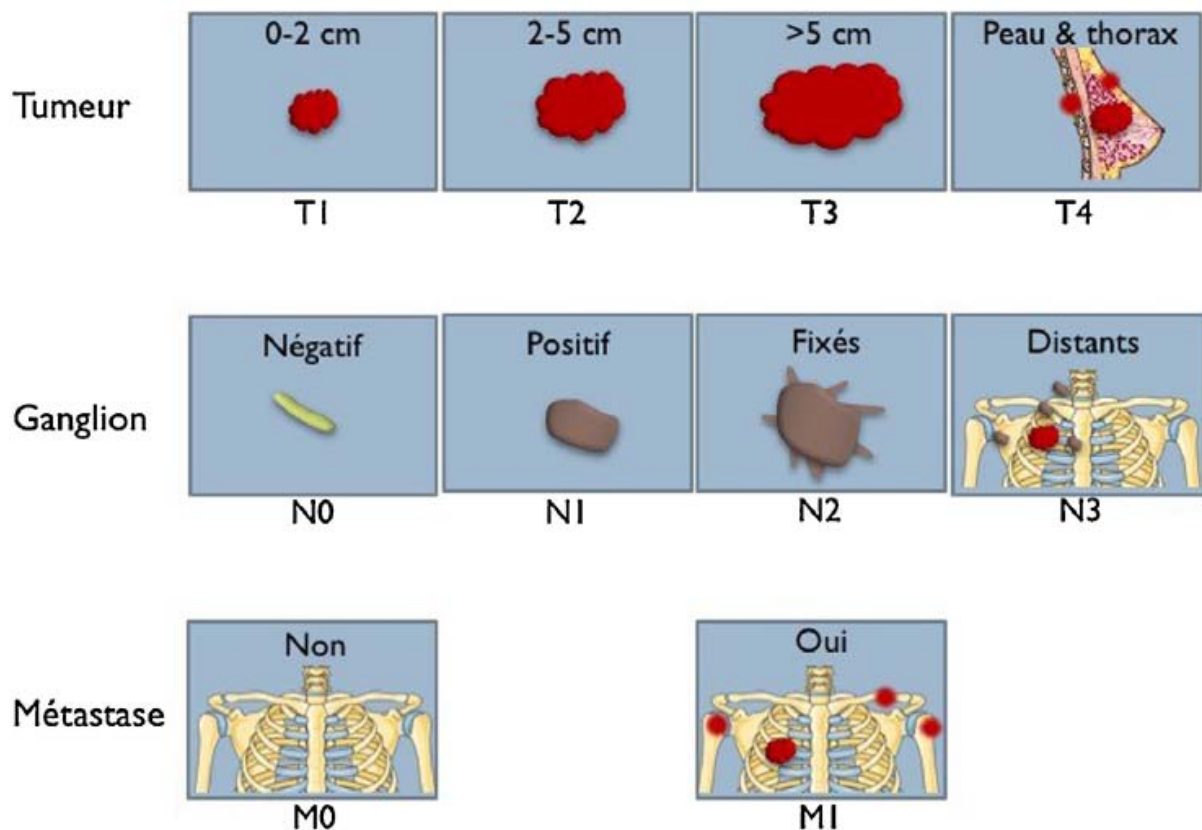 0-2 cm
2-5 cm
>5 cm
Peau & thorax
Tumeur
T1
T2
T3
T4
Négatif
Positif
Fixés
Distants
Ganglion
N0
N1
N2
N3
Non
Oui
Métastase
M0
M1